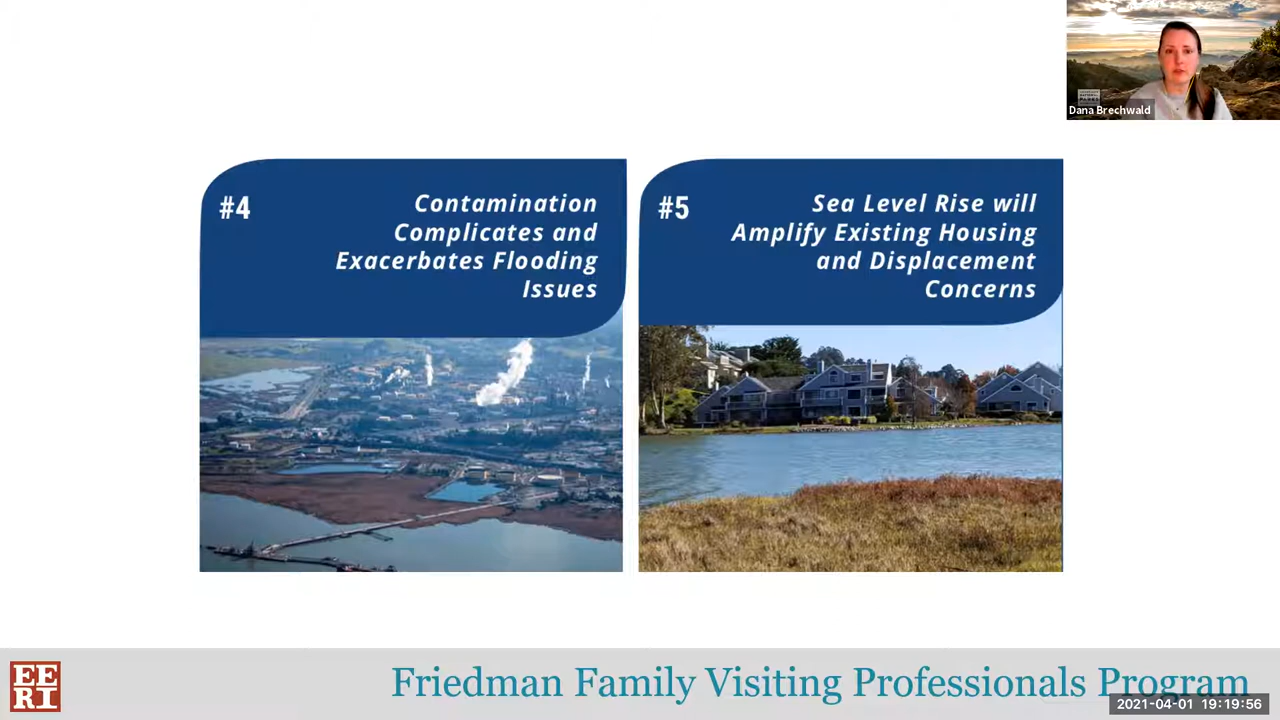 Dana Brechwald
#4
Contamination
Complicates and
Exacerbates Flooding
Issues
#5
Sea Level Rise will
Amplify Existing Housing
and Displacement
Concerns
EE
RI
Friedman Family Visiting Professionals Program
2021-04-01 19:19:56